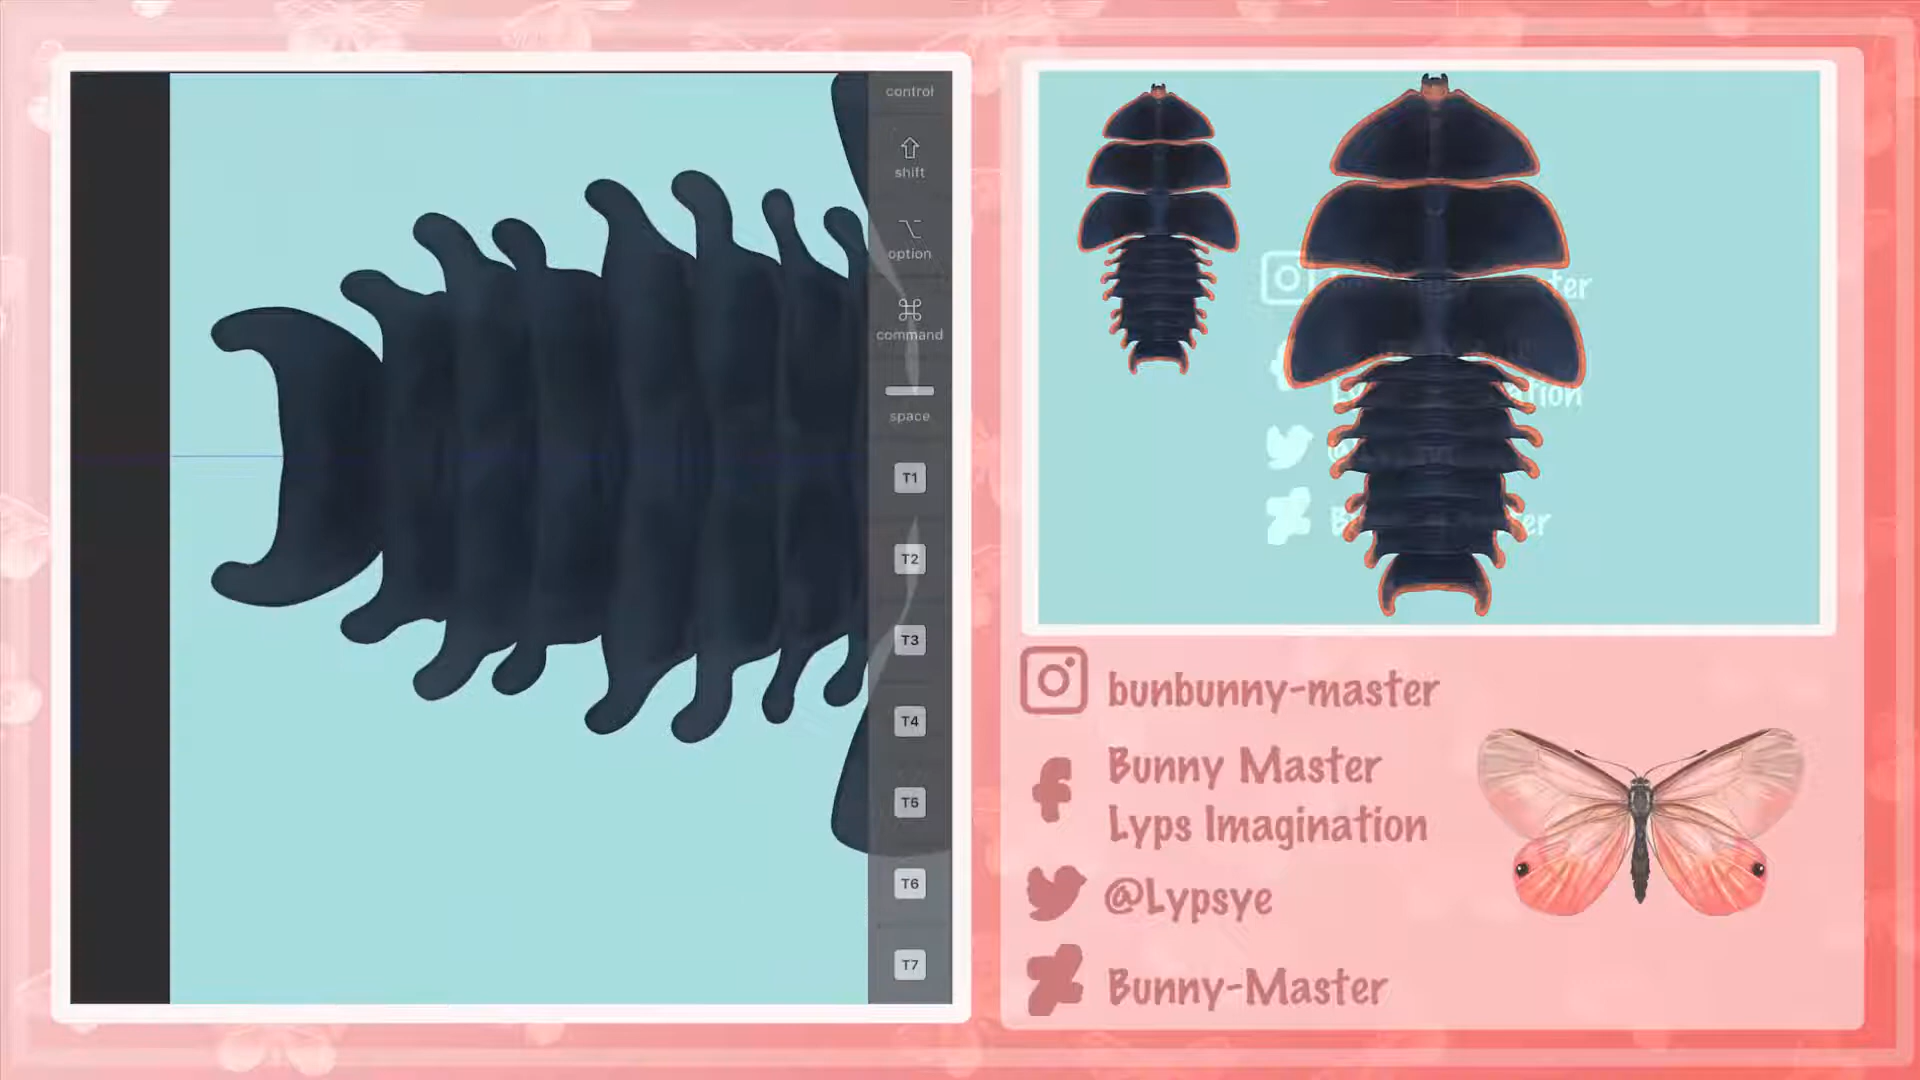 control
shift
option
command
space
T1
T2
T3
T4
T5
T6
T7
bunbunny-master
Bunny Master
Lyps Imagination
@Lypsye
Bunny-Master